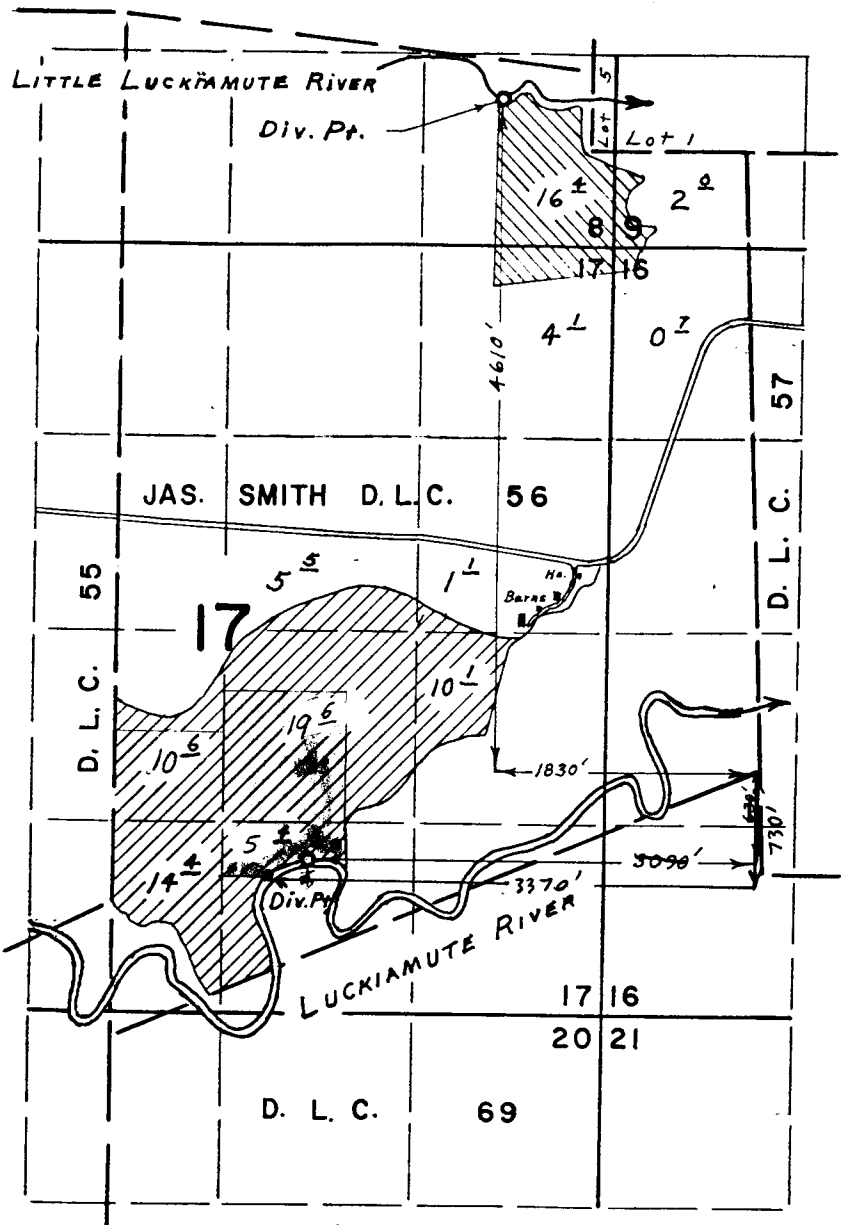 LITTLE LUCKIAMUTE RIVER
Lot 5
Div. Pt.
Lot 1
16 4
2 0
8 9
17 16
4 1
0 7
4610'
57
JAS. SMITH D.L.C. 56
D. L. C.
5 5
1 1
Ho.
Barns
55
17
D. L. C.
10 1
19 6
10 6
1830'
630'
730'
5 4
14 4
3090'
3370'
Div. Pt.
LUCKIAMUTE RIVER
17 16
20 21
D. L. C. 69